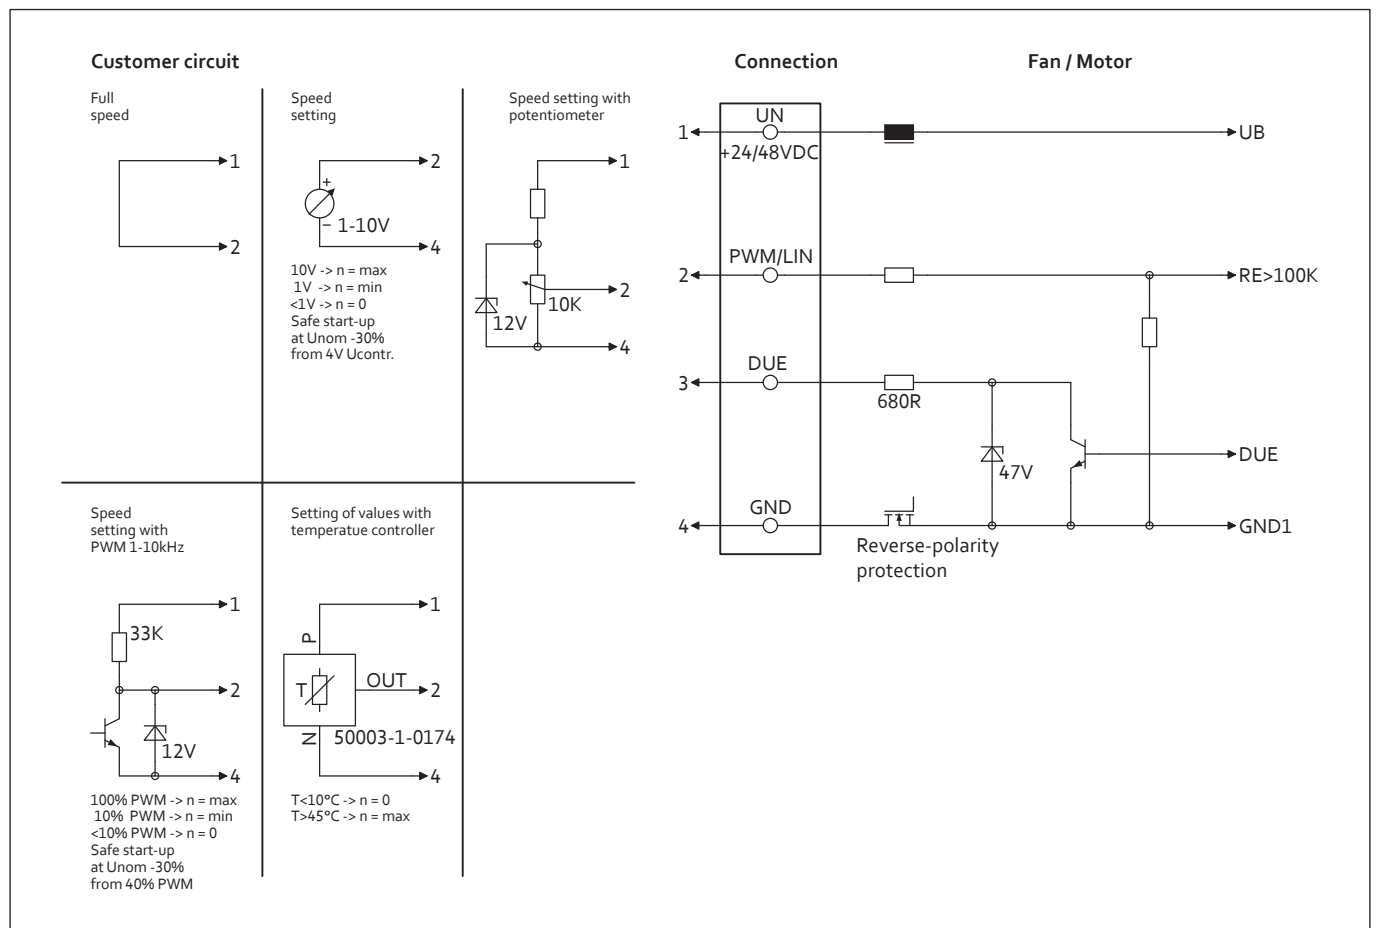 Customer circuit
Connection
Fan / Motor
Full
speed
1
2
Speed
setting
2
+
– 1-10V
4
10V -> n = max
1V -> n = min
<1V -> n = 0
Safe start-up
at Unom -30%
from 4V Ucontr.
Speed setting with
potentiometer
1
2
10K
12V
4
Speed
setting with
PWM 1-10kHz
1
33K
2
12V
4
100% PWM -> n = max
10% PWM -> n = min
<10% PWM -> n = 0
Safe start-up
at Unom -30%
from 40% PWM
Setting of values with
temperatue controller
1
P
T
OUT
2
N
50003-1-0174
4
T<10°C -> n = 0
T>45°C -> n = max
1
UN
+24/48VDC
UB
2
PWM/LIN
RE>100K
3
DUE
680R
47V
DUE
4
GND
GND1
Reverse-polarity
protection